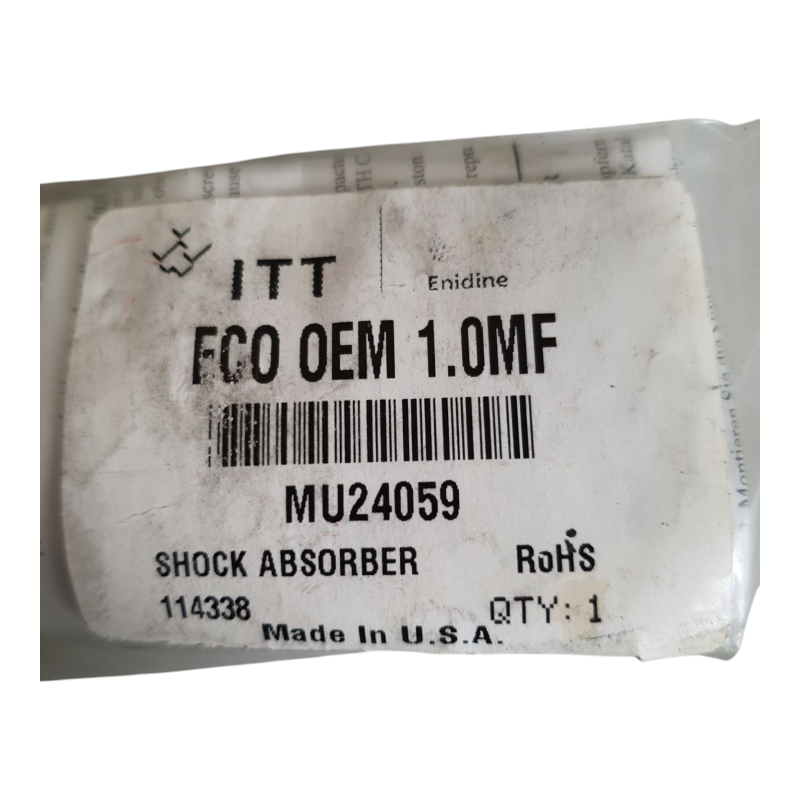 ITT
Enidine
ECO OEM 1.0MF
MU24059
SHOCK ABSORBER RoHS
114338 QTY: 1
Made In U.S.A.